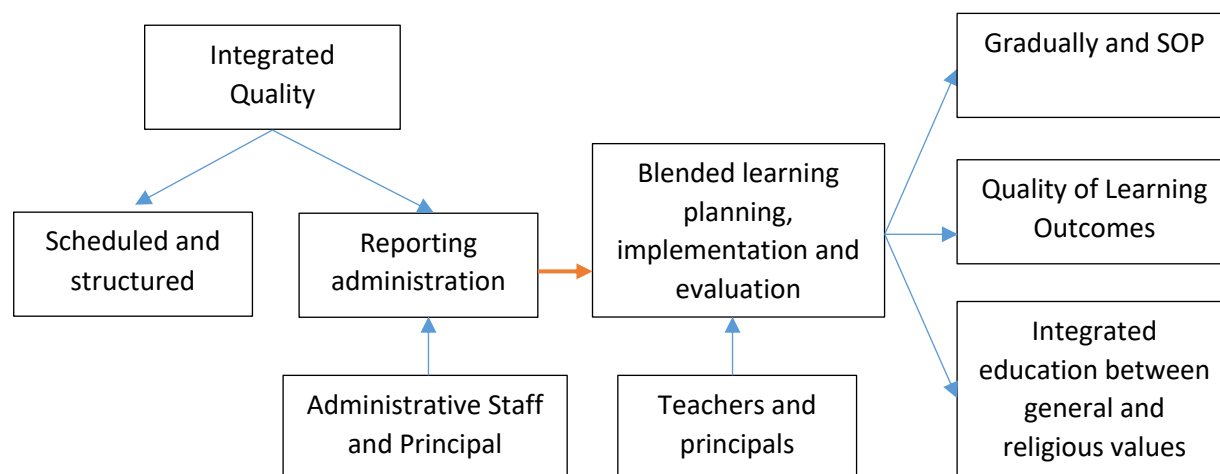 Integrated
Quality
Scheduled and
structured
Reporting
administration
Administrative Staff
and Principal
Blended learning
planning,
implementation and
evaluation
Teachers and
principals
Gradually and SOP
Quality of Learning
Outcomes
Integrated
education between
general and
religious values